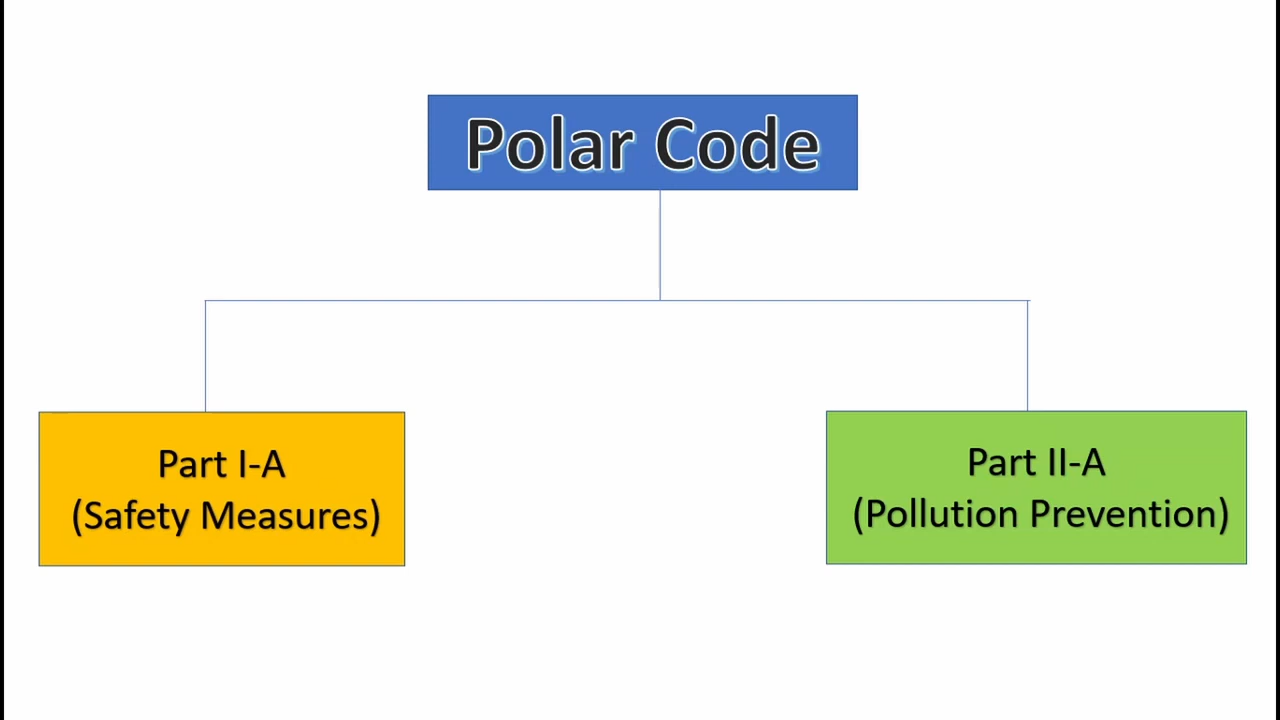 Polar Code
Part I-A
(Safety Measures)
Part II-A
(Pollution Prevention)